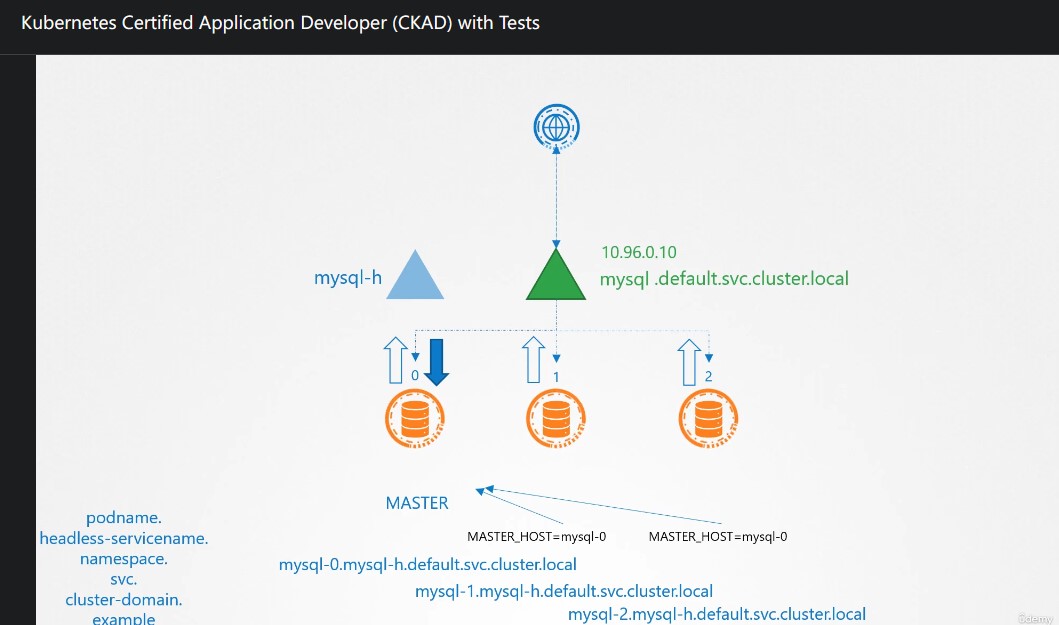 Kubernetes Certified Application Developer (CKAD) with Tests
10.96.0.10
mysql-h
mysql .default.svc.cluster.local
0
1
2
MASTER
MASTER_HOST=mysql-0
MASTER_HOST=mysql-0
podname.
headless-servicename.
namespace.
svc.
cluster-domain.
example
mysql-0.mysql-h.default.svc.cluster.local
mysql-1.mysql-h.default.svc.cluster.local
mysql-2.mysql-h.default.svc.cluster.local
ûdemy